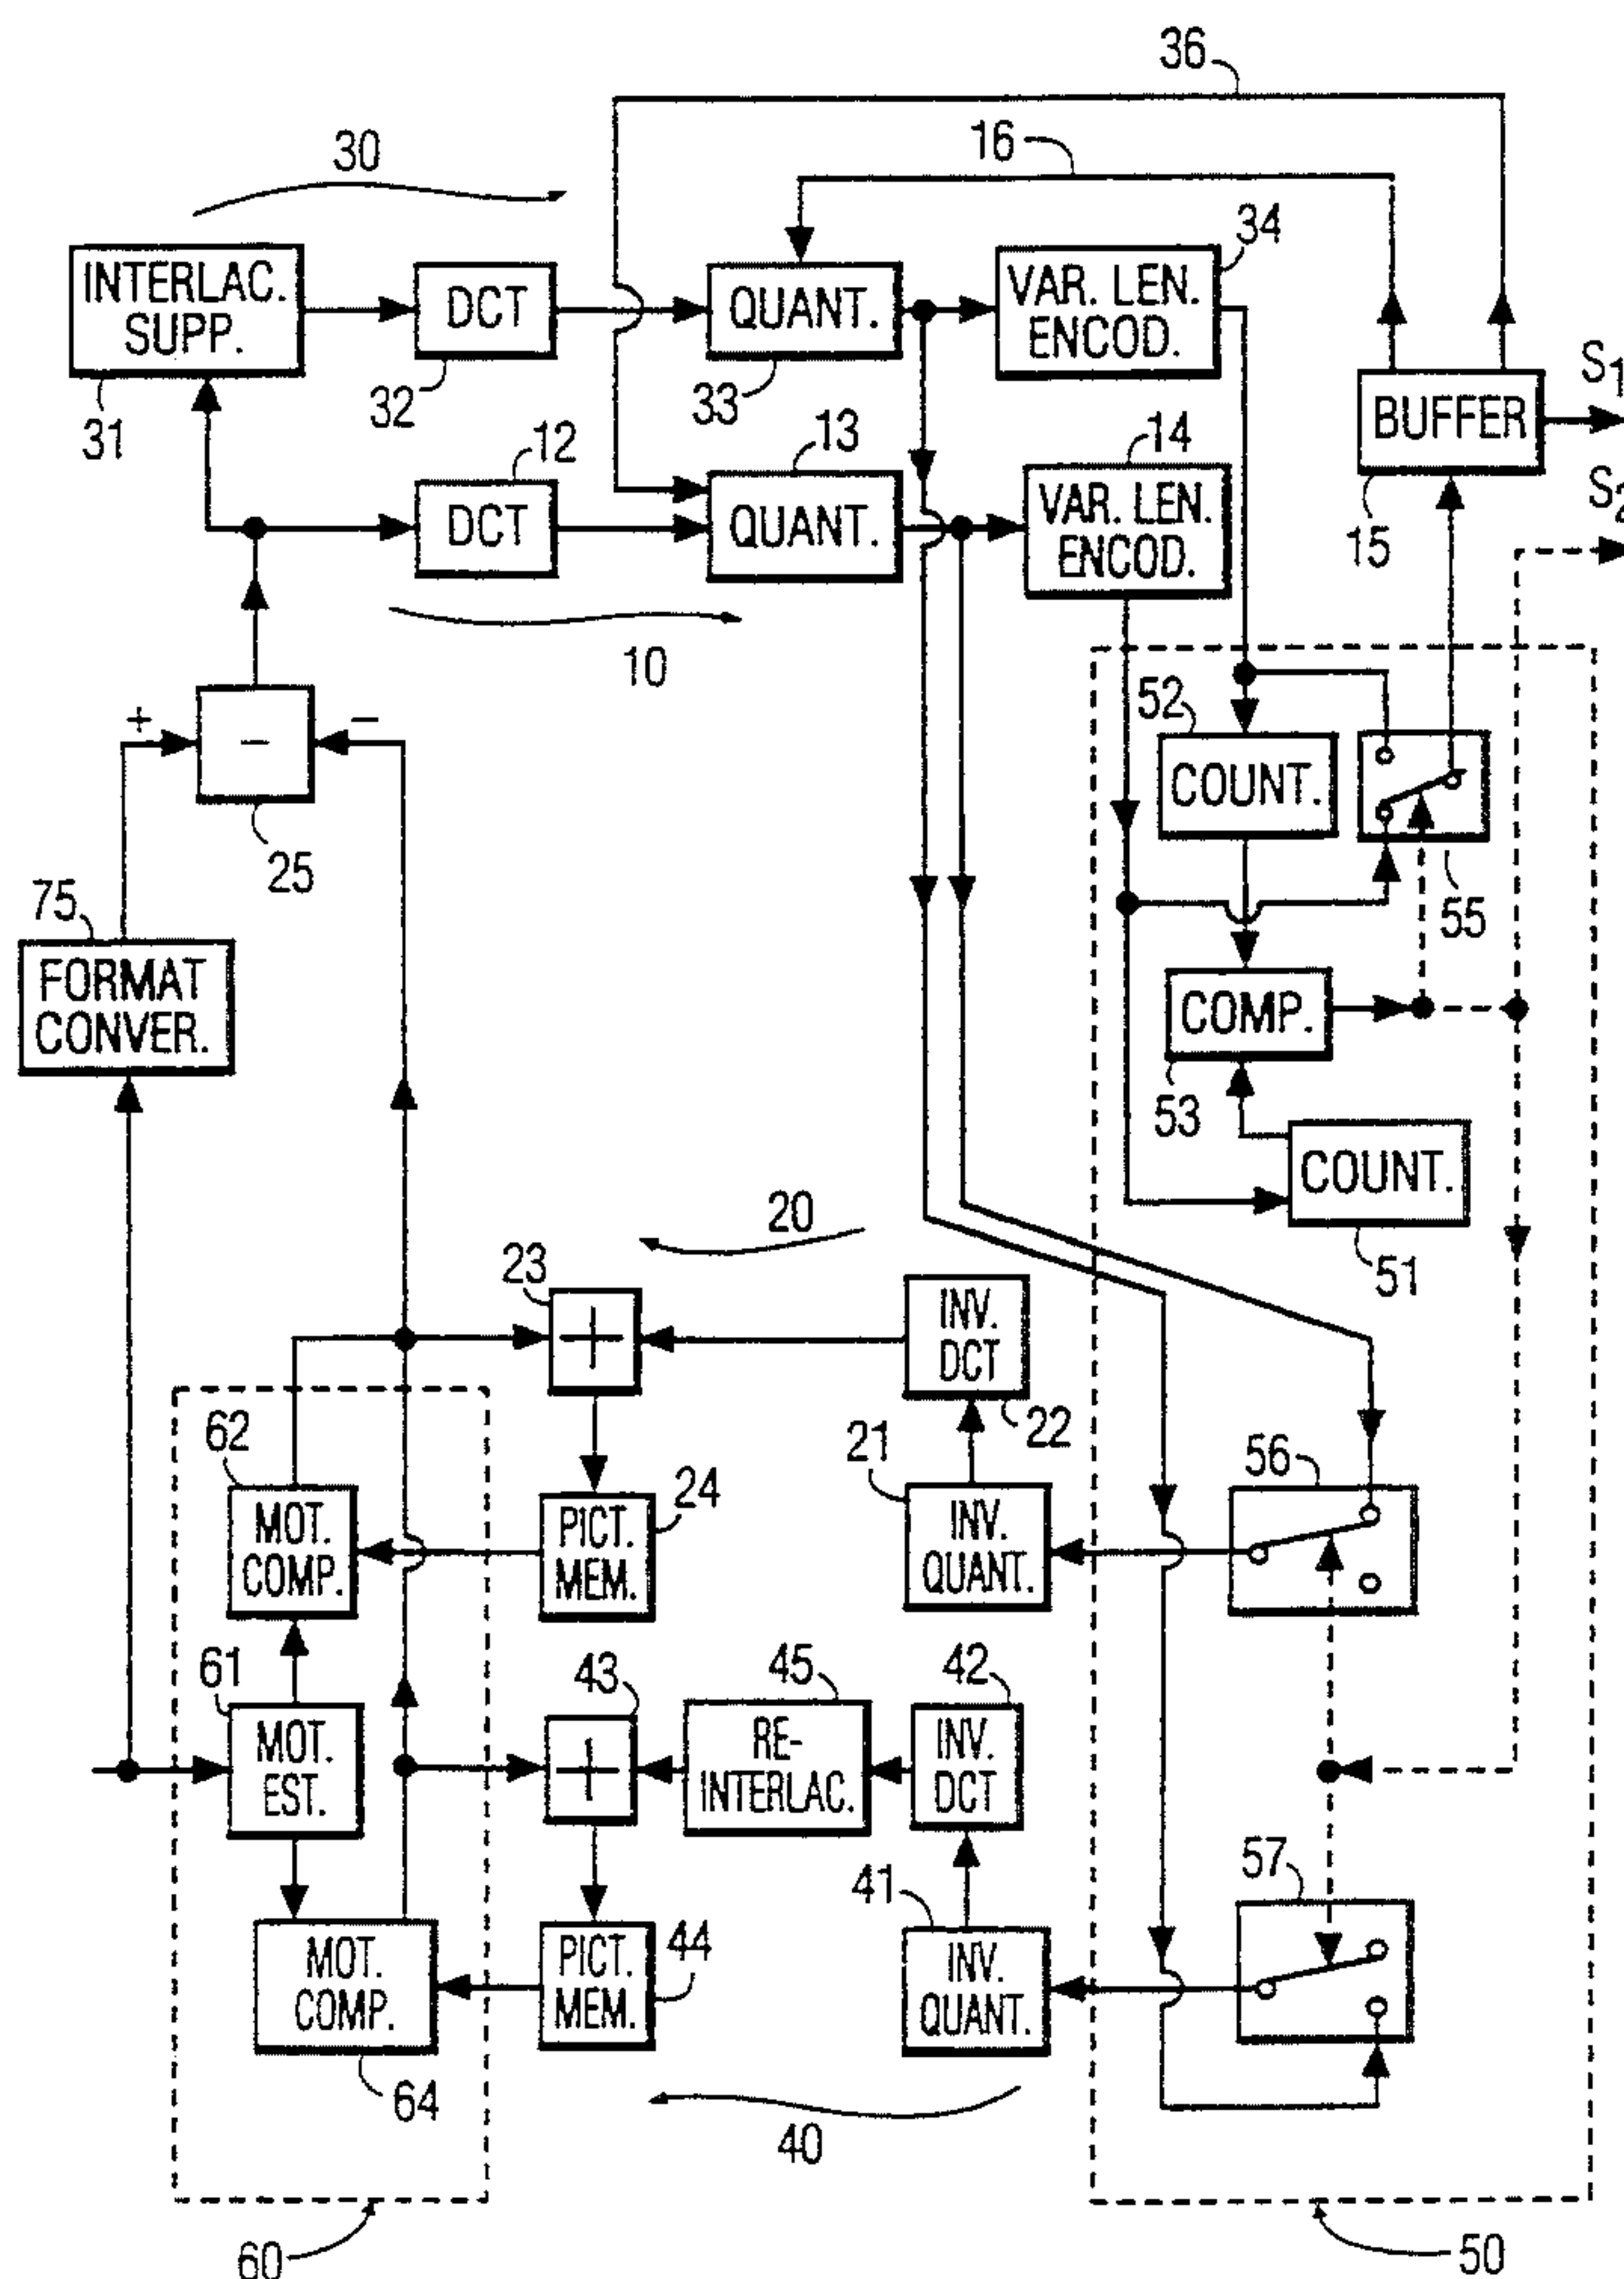 36
16
30
34
INTERLAC.
SUPP.
DCT
QUANT.
VAR. LEN.
ENCOD.
S1
BUFFER
31
32
33
13
14
12
DCT
QUANT.
VAR. LEN.
ENCOD.
S2
15
10
52
+
−
−
COUNT.
25
55
75
FORMAT
CONVER.
COMP.
53
COUNT.
51
20
23
+
INV.
DCT
22
62
21
56
24
MOT.
COMP.
PICT.
MEM.
INV.
QUANT.
61
43
45
42
MOT.
EST.
+
RE-
INTERLAC.
INV.
DCT
57
41
44
MOT.
COMP.
PICT.
MEM.
INV.
QUANT.
64
40
60
50